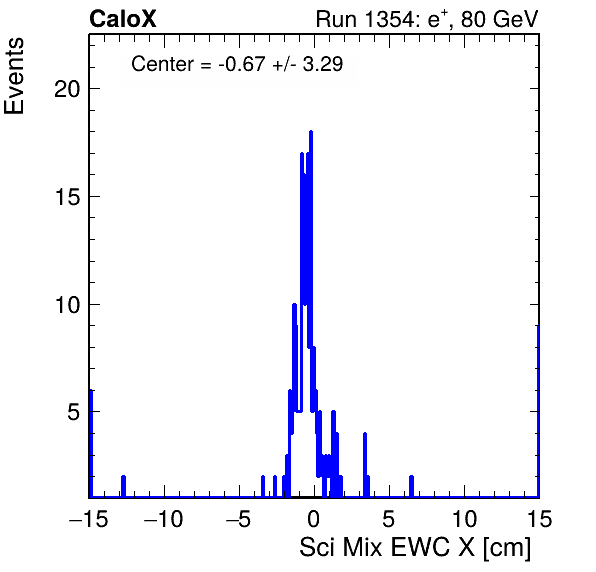 CaloX Run 1354: e⁺, 80 GeV
Center = -0.67 +/- 3.29
Events
20
15
10
5
−15 −10 −5 0 5 10 15
Sci Mix EWC X [cm]